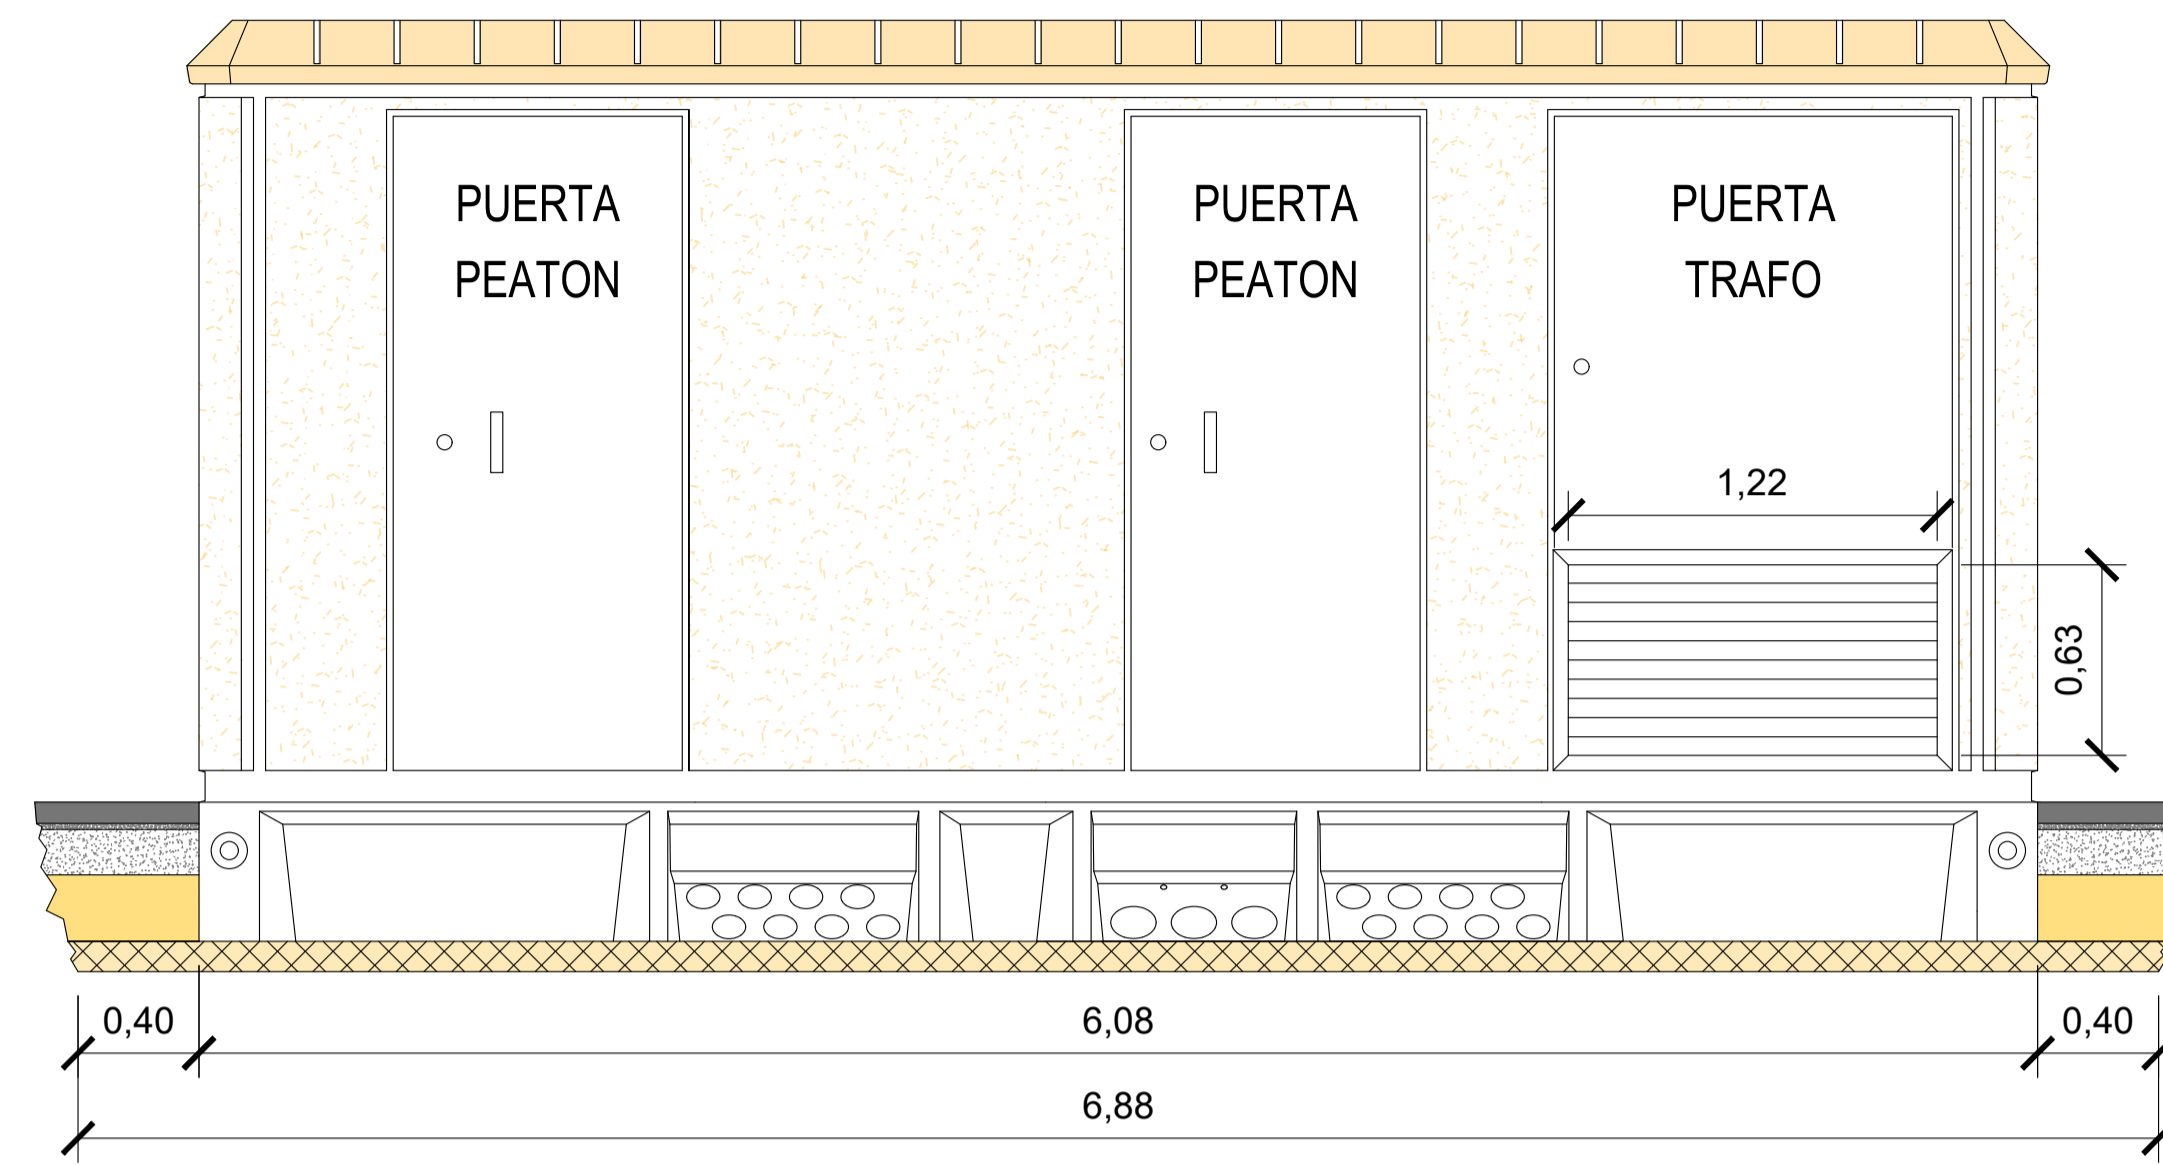 PUERTA
PEATON
PUERTA
PEATON
PUERTA
TRAFO
1,22
0,63
0,40
6,08
0,40
6,88